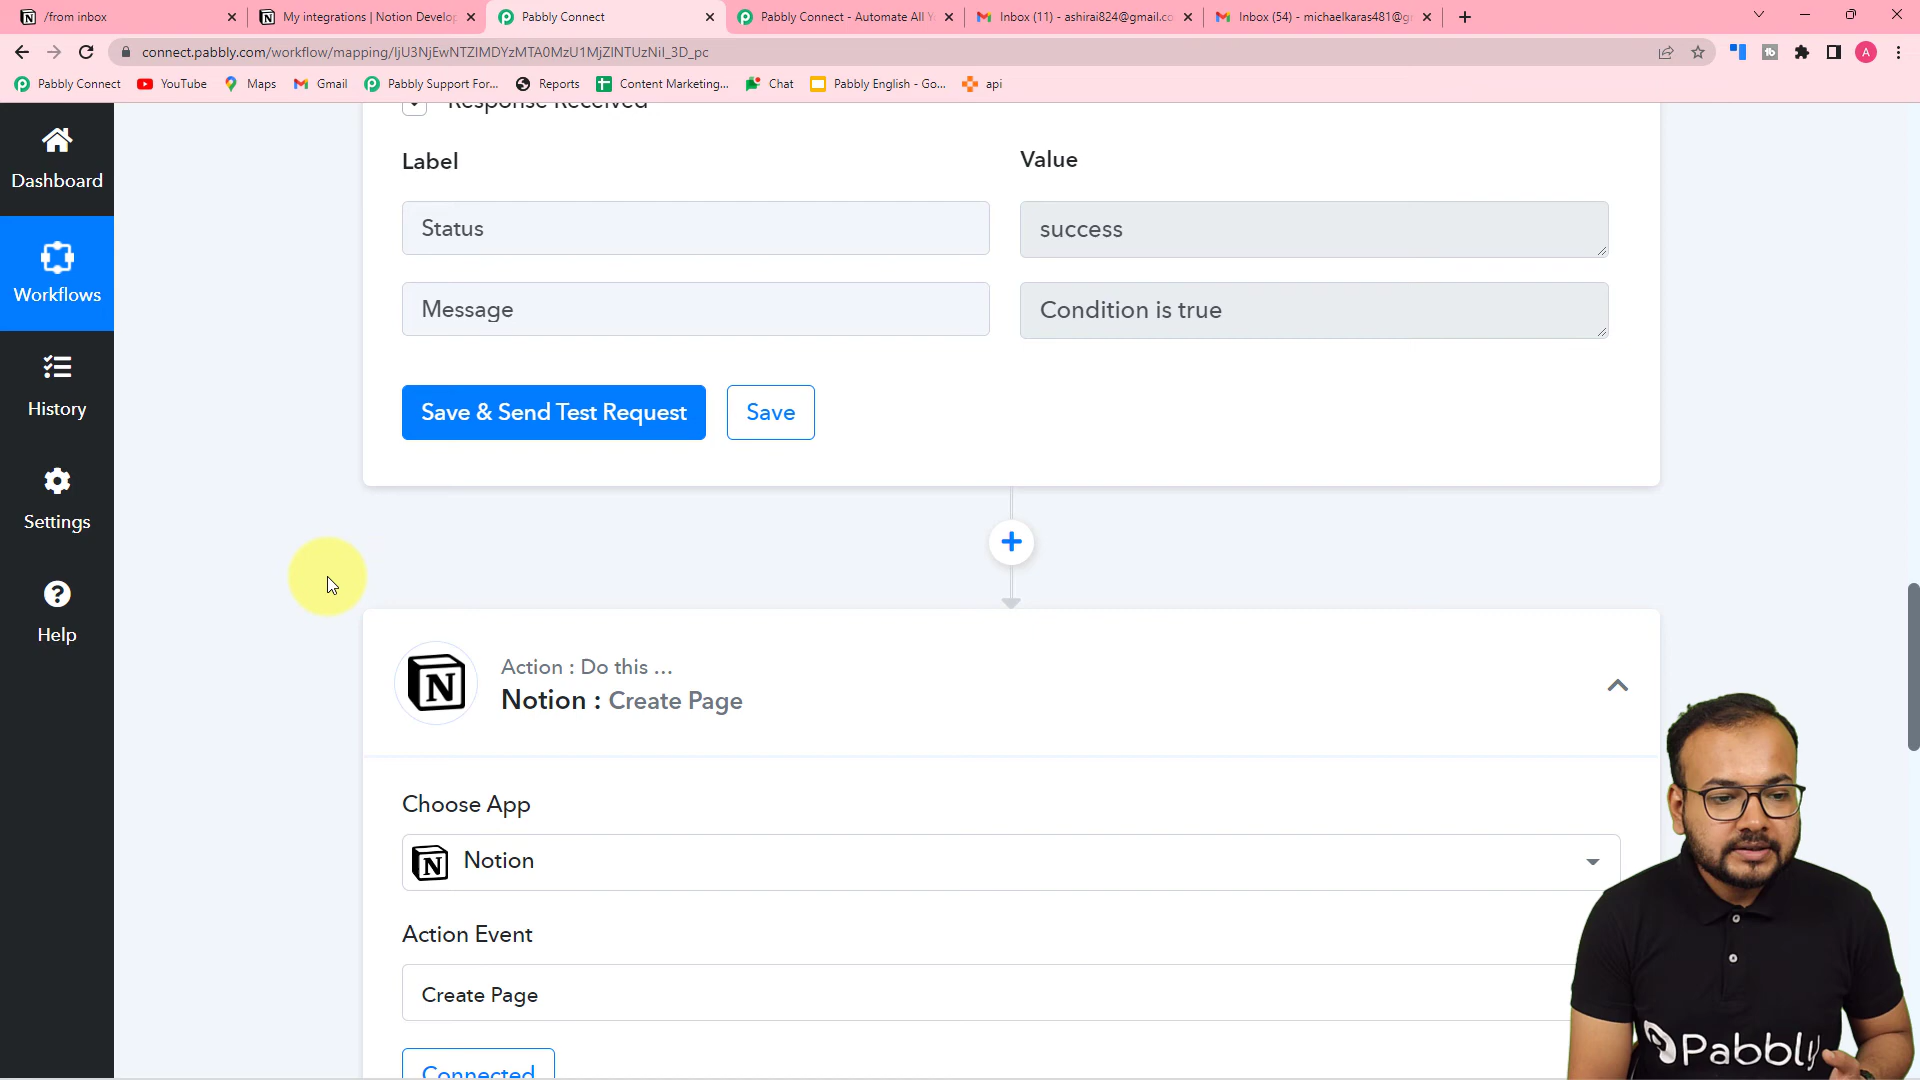 /from inbox
My integrations | Notion Develop
Pabbly Connect
Pabbly Connect - Automate All Y
Inbox (11) - ashirai824@gmail.co
Inbox (54) - michaelkaras481@g
connect.pabbly.com/workflow/mapping/
Pabbly Connect
YouTube
Maps
Gmail
Pabbly Support For...
Reports
Content Marketing...
Chat
Pabbly English - Go...
api
A
Dashboard
Workflows
History
Settings
Help
Response Received
Label
Value
Status
success
Message
Condition is true
Save & Send Test Request
Save
Action : Do this ...
Notion : Create Page
Choose App
Notion
Action Event
Create Page
Connected
Pabbly